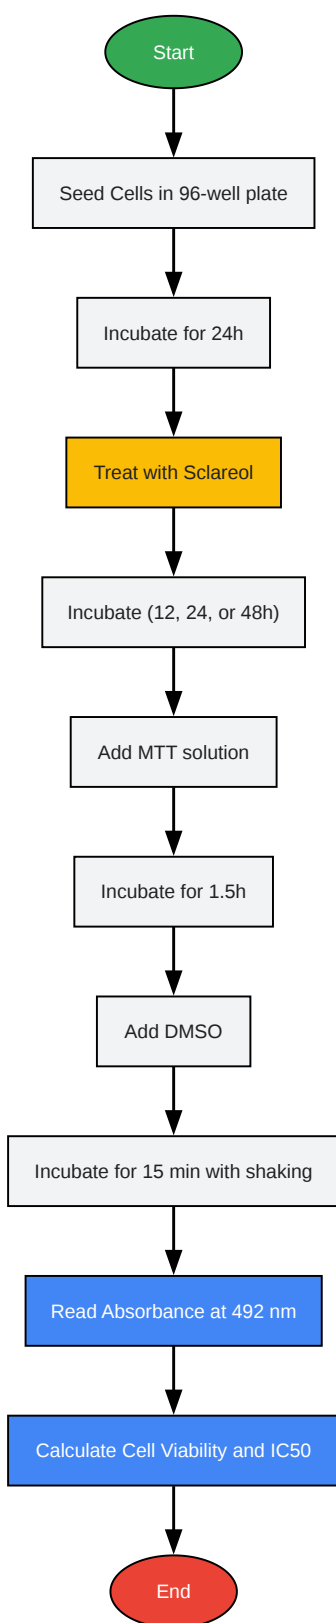 Start
Seed Cells in 96-well plate
Incubate for 24h
Treat with Sclareol
Incubate (12, 24, or 48h)
Add MTT solution
Incubate for 1.5h
Add DMSO
Incubate for 15 min with shaking
Read Absorbance at 492 nm
Calculate Cell Viability and IC50
End